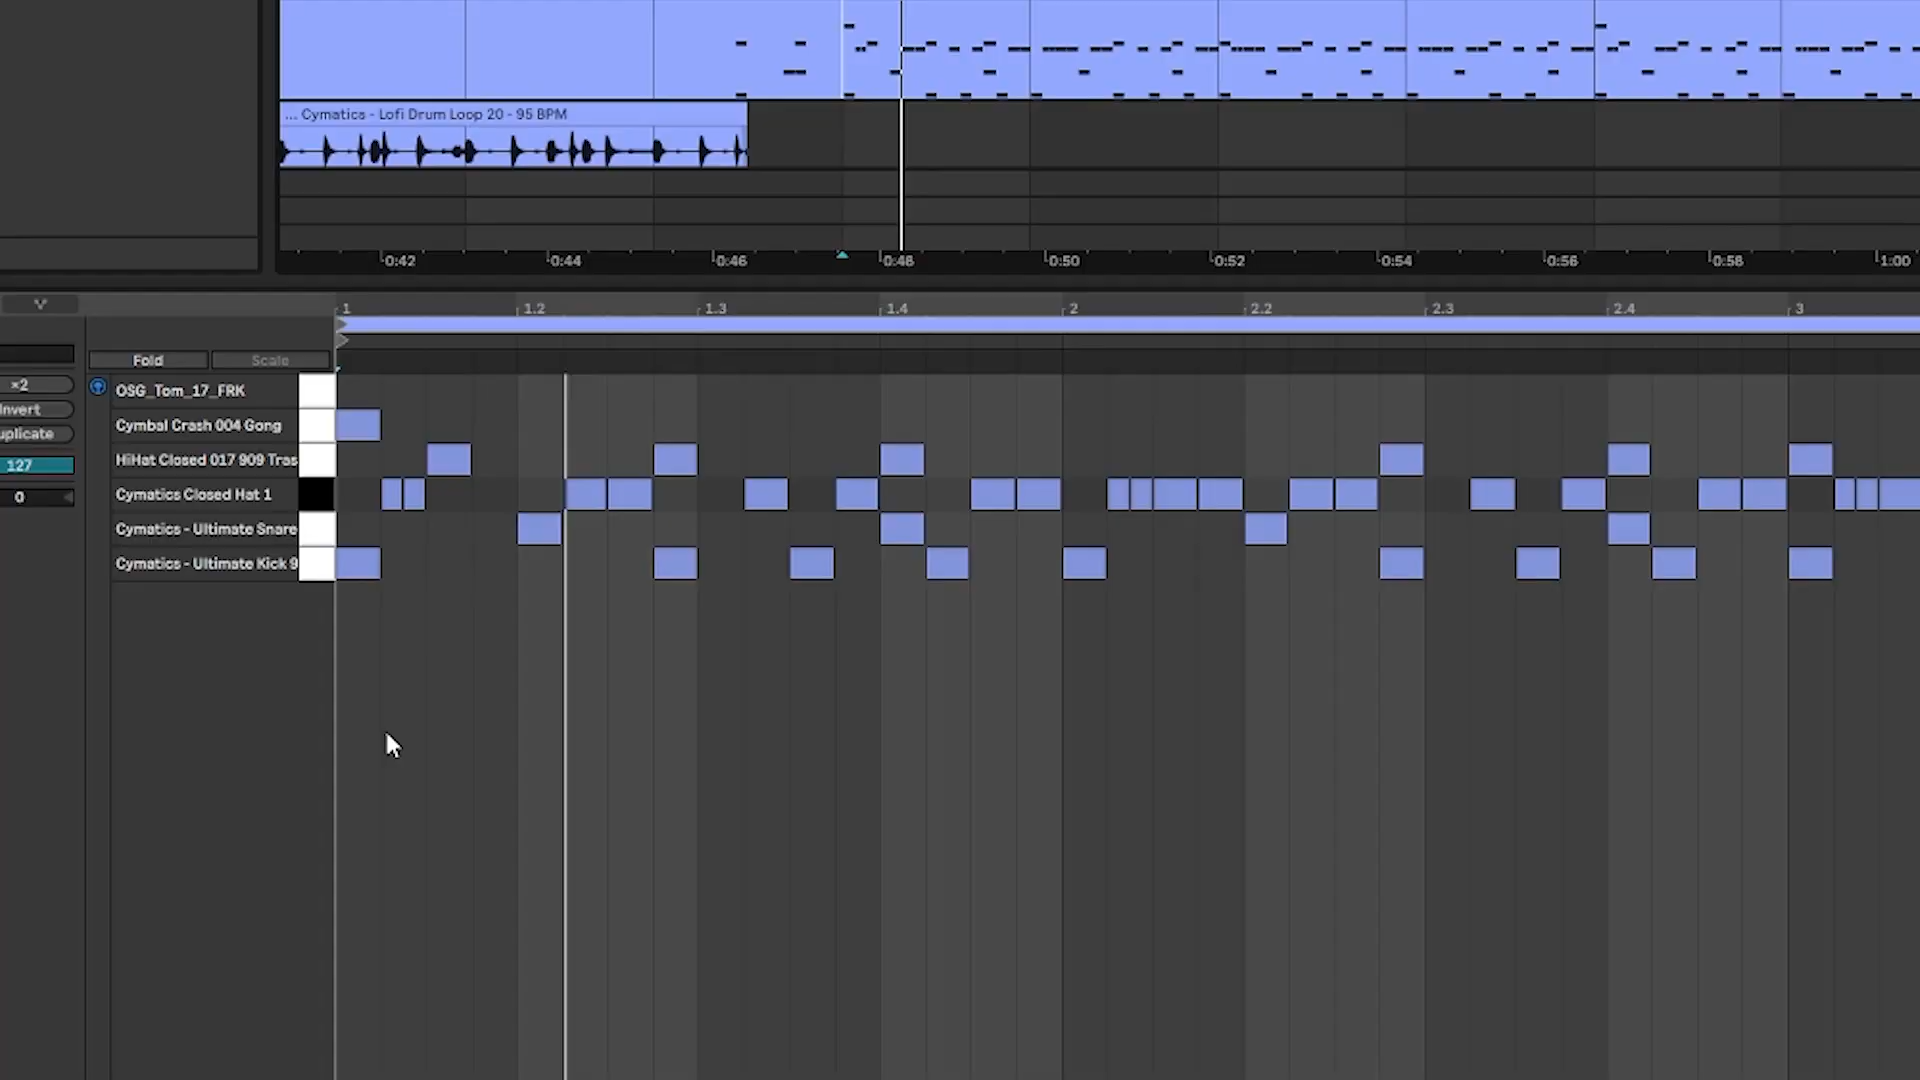 ... Cymatics - Lofi Drum Loop 20 - 95 BPM
0:42 0:44 0:46 0:48 0:50 0:52 0:54 0:56 0:58 1:00
1 1.2 1.3 1.4 2 2.2 2.3 2.4 3
Fold Scale
×2
OSG_Tom_17_FRK
Invert
Cymbal Crash 004 Gong
uplicate
127
HiHat Closed 017 909 Tras
0
Cymatics Closed Hat 1
Cymatics - Ultimate Snare
Cymatics - Ultimate Kick 9